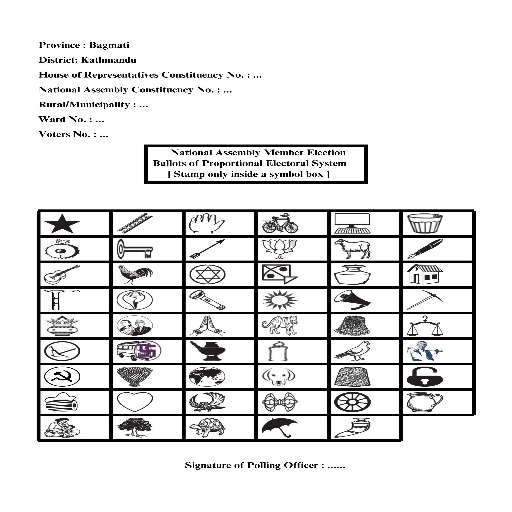 Province : Bagmati
District: Kathmandu
House of Representatives Constituency No. : ...
National Assembly Constituency No. : ...
Rural/Municipality : ...
Ward No. : ...
Voters No. : ...
National Assembly Member Election
Ballots of Proportional Electoral System
[ Stamp only inside a symbol box ]
Signature of Polling Officer : ......